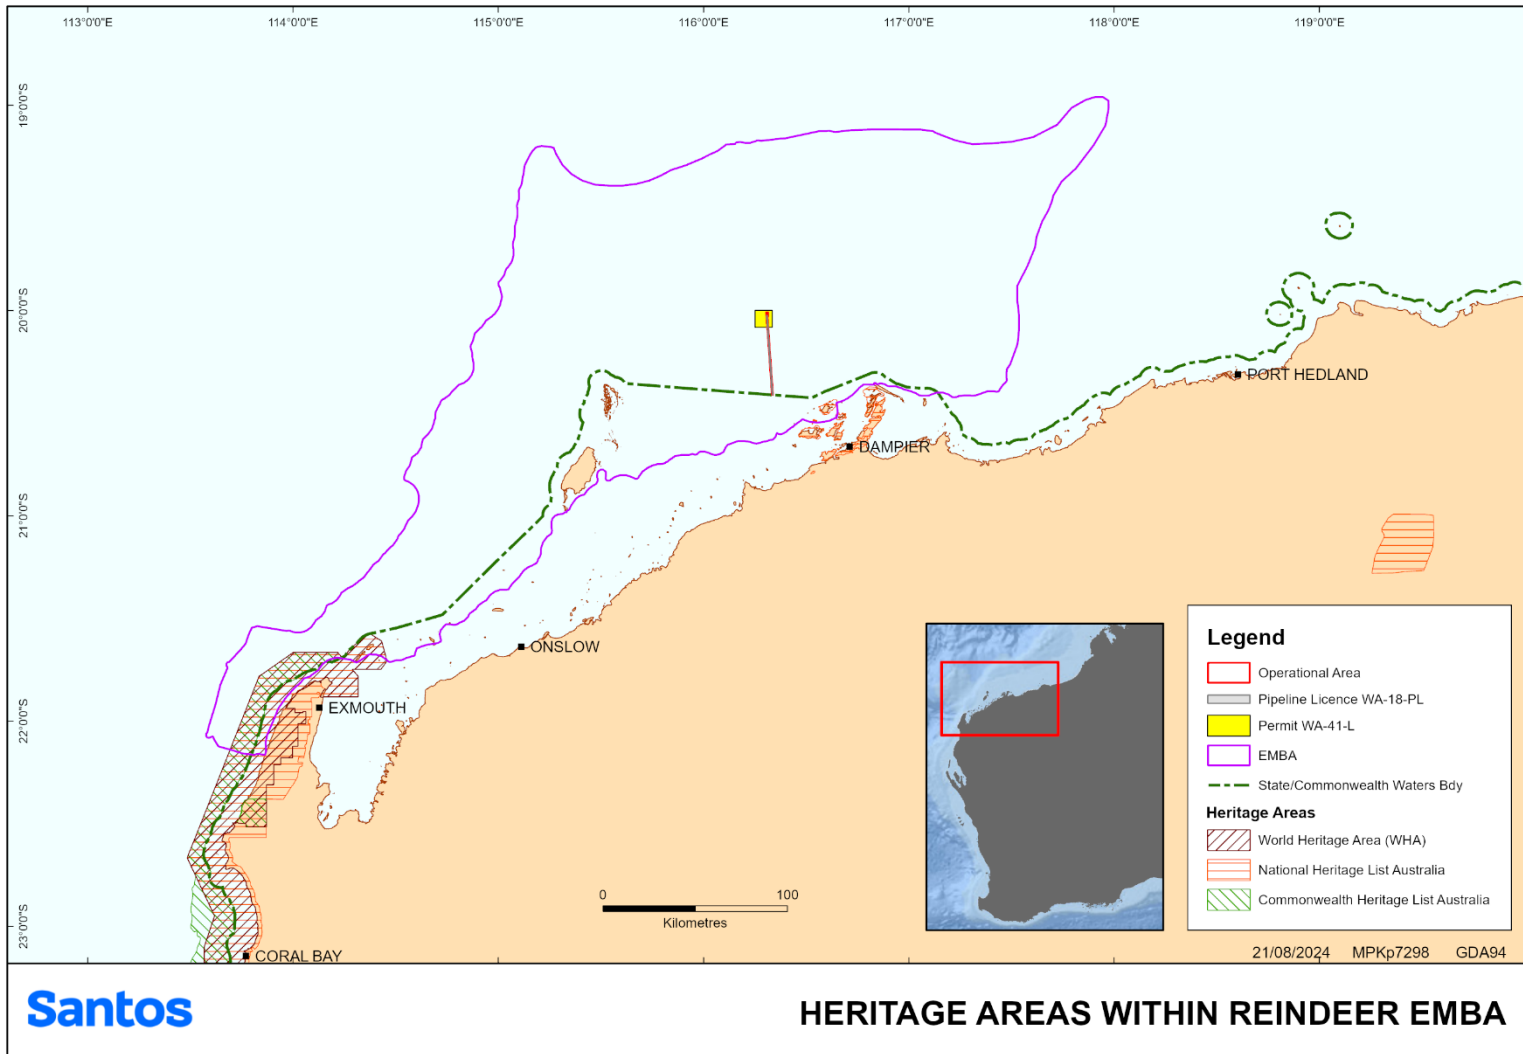 113°0'0"E
114°0'0"E
115°0'0"E
116°0'0"E
117°0'0"E
118°0'0"E
119°0'0"E
19°0'0"S
20°0'0"S
21°0'0"S
22°0'0"S
23°0'0"S
PORT HEDLAND
DAMPIER
ONSLOW
EXMOUTH
CORAL BAY
0
100
Kilometres
Legend
Operational Area
Pipeline Licence WA-18-PL
Permit WA-41-L
EMBA
State/Commonwealth Waters Bdy
Heritage Areas
World Heritage Area (WHA)
National Heritage List Australia
Commonwealth Heritage List Australia
21/08/2024 MPKp7298 GDA94
Santos
HERITAGE AREAS WITHIN REINDEER EMBA